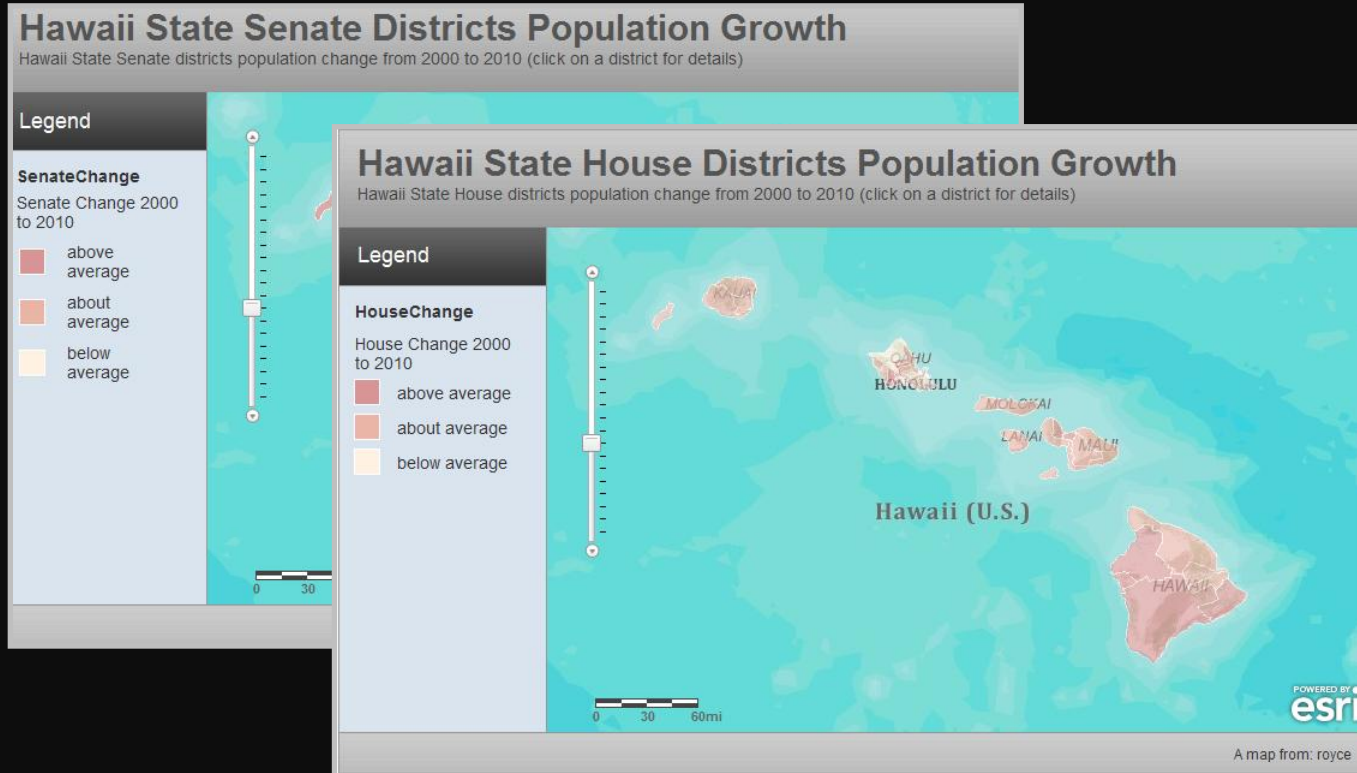 Hawaii State Senate Districts Population Growth
Hawaii State Senate districts population change from 2000 to 2010 (click on a district for details)
Legend
SenateChange
Senate Change 2000
to 2010
above
average
about
average
below
average
0 30
Hawaii State House Districts Population Growth
Hawaii State House districts population change from 2000 to 2010 (click on a district for details)
Legend
HouseChange
House Change 2000
to 2010
above average
about average
below average
KAUAI
OAHU
HONOLULU
MOLOKAI
LANAI
MAUI
Hawaii (U.S.)
HAWAII
0 30 60mi
POWERED BY
esri
A map from: royce